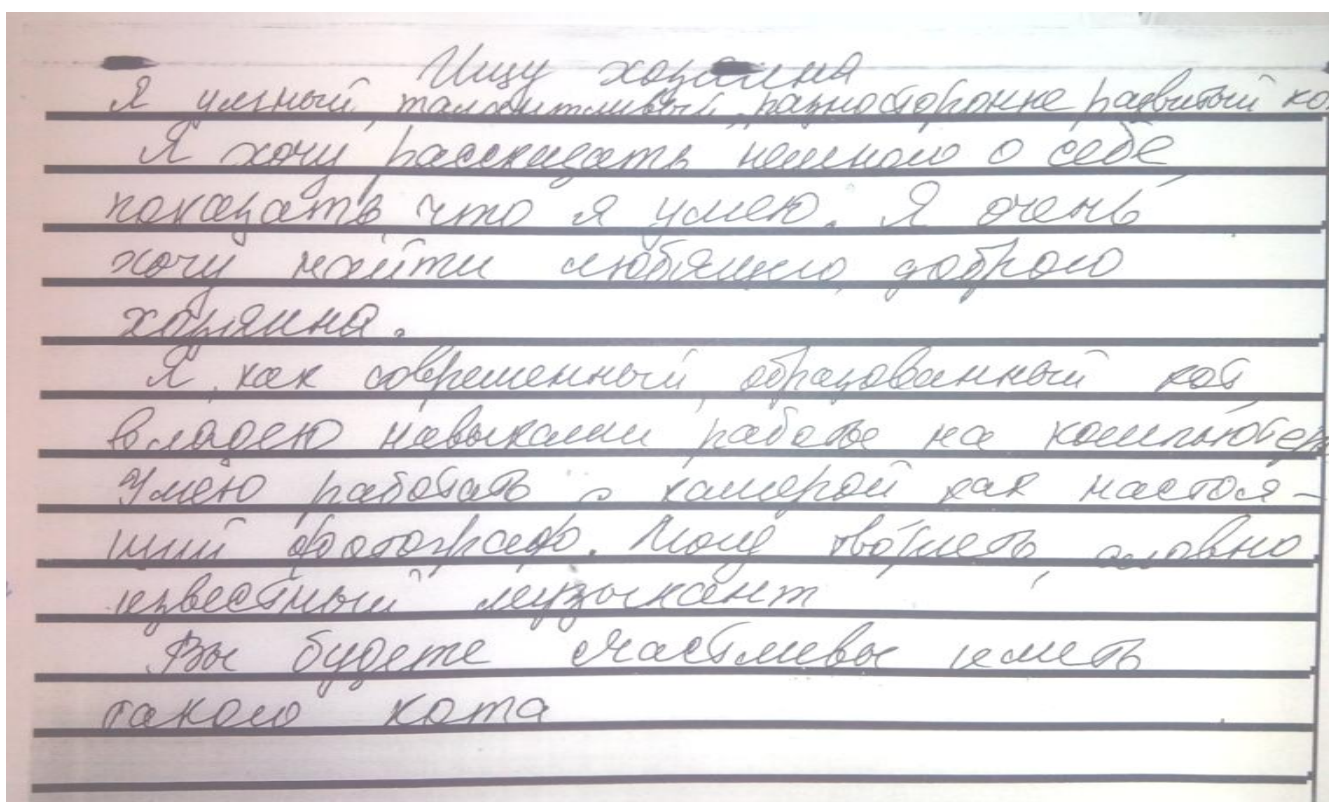 Ищу хозяина
Я умный, талантливый, разносторонне развитый ко
Я хочу рассказать немного о себе
показать, что я умею. Я очень
хочу найти любящего, доброго
хозяина.
Я, как современный, образованный кот
владею навыками работы на компьютер
Умею работать с камерой как настоя-
щий фотограф. Могу творить, словно
известный музыкант
Вы будете счастливы иметь
такого кота